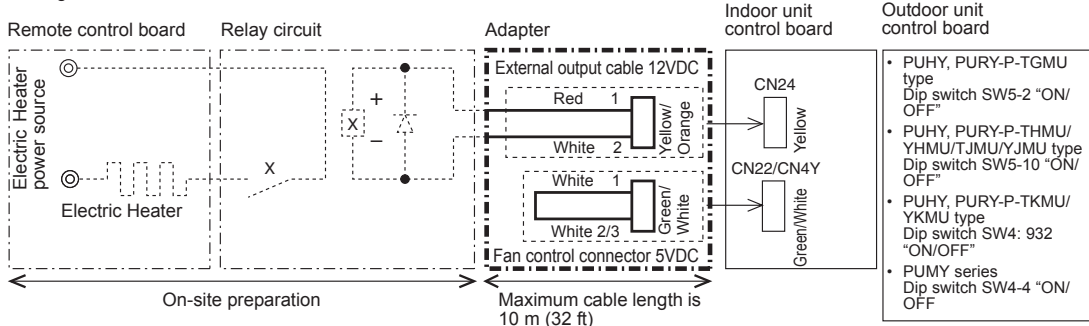 Remote control board
Relay circuit
Adapter
Indoor unit
control board
Outdoor unit
control board
Electric Heater
power source
Electric Heater
X
+
X
−
External output cable 12VDC
Red 1
White 2
Yellow/
Orange
White 1
White 2/3
Green/
White
Fan control connector 5VDC
CN24
Yellow
CN22/CN4Y
Green/White
• PUHY, PURY-P-TGMU
type
Dip switch SW5-2 “ON/
OFF”
• PUHY, PURY-P-THMU/
YHMU/TJMU/YJMU type
Dip switch SW5-10 “ON/
OFF”
• PUHY, PURY-P-TKMU/
YKMU type
Dip switch SW4: 932
“ON/OFF”
• PUMY series
Dip switch SW4-4 “ON/
OFF
On-site preparation
Maximum cable length is
10 m (32 ft)